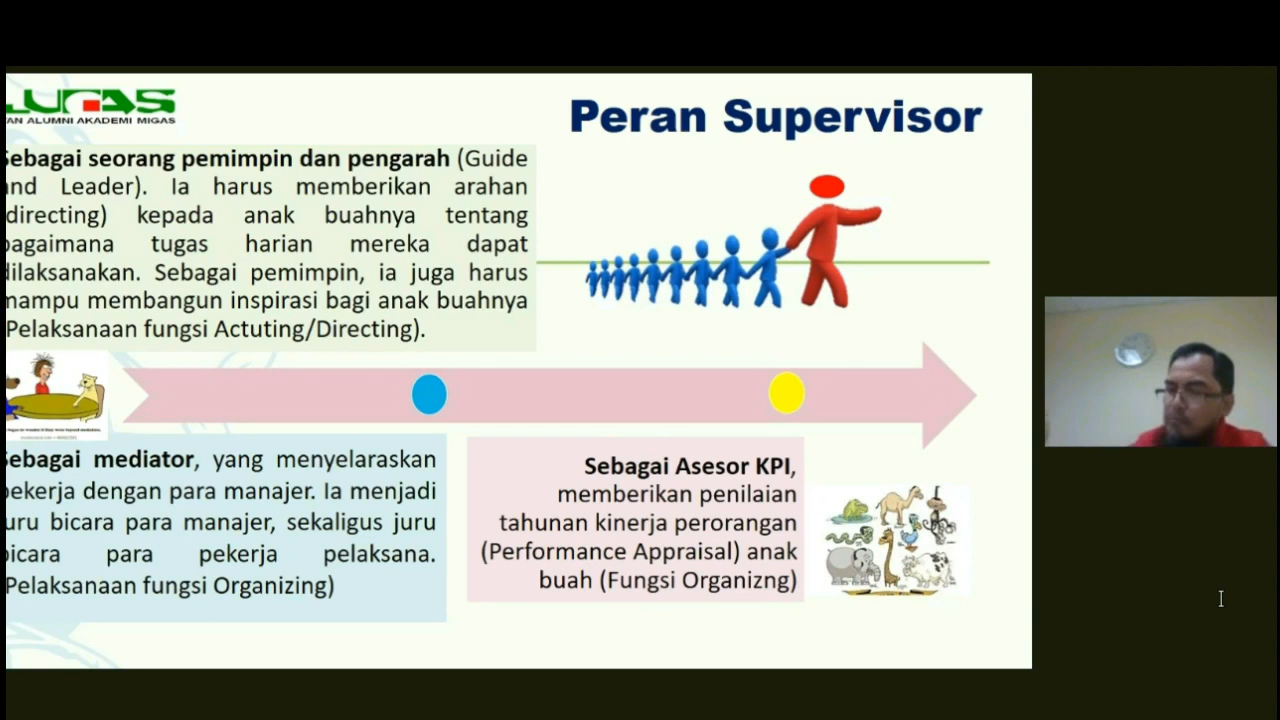 AN ALUMNI AKADEMI MIGAS
Peran Supervisor
Sebagai seorang pemimpin dan pengarah (Guide
and Leader). Ia harus memberikan arahan
(directing) kepada anak buahnya tentang
bagaimana tugas harian mereka dapat
dilaksanakan. Sebagai pemimpin, ia juga harus
mampu membangun inspirasi bagi anak buahnya
(Pelaksanaan fungsi Actuting/Directing).
Sebagai mediator, yang menyelaraskan
pekerja dengan para manajer. Ia menjadi
juru bicara para manajer, sekaligus juru
bicara para pekerja pelaksana.
(Pelaksanaan fungsi Organizing)
Sebagai Asesor KPI,
memberikan penilaian
tahunan kinerja perorangan
(Performance Appraisal) anak
buah (Fungsi Organizng)